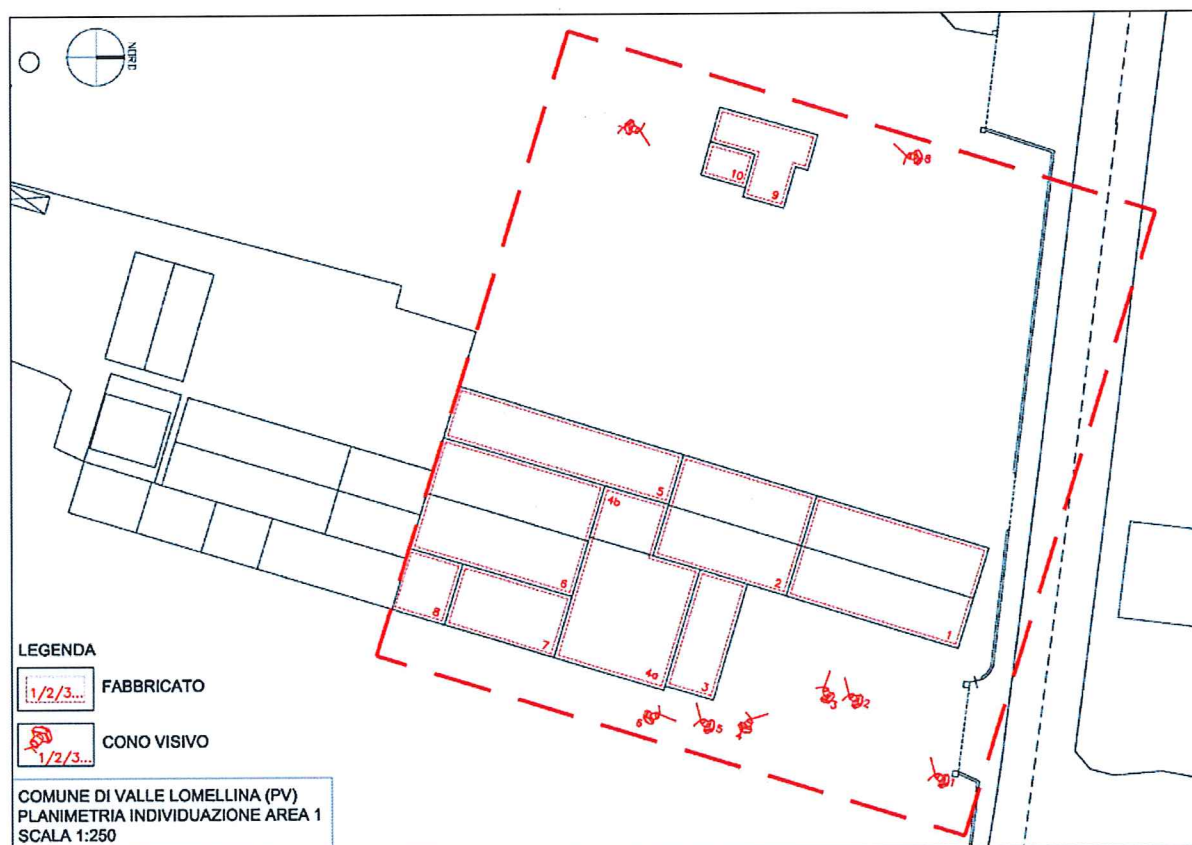 NORD
8
10
9
5
4b
6
2
1
8
7
4a
3
3
2
6
5
4
1
LEGENDA
1/2/3... FABBRICATO
1/2/3... CONO VISIVO
COMUNE DI VALLE LOMELLINA (PV)
PLANIMETRIA INDIVIDUAZIONE AREA 1
SCALA 1:250